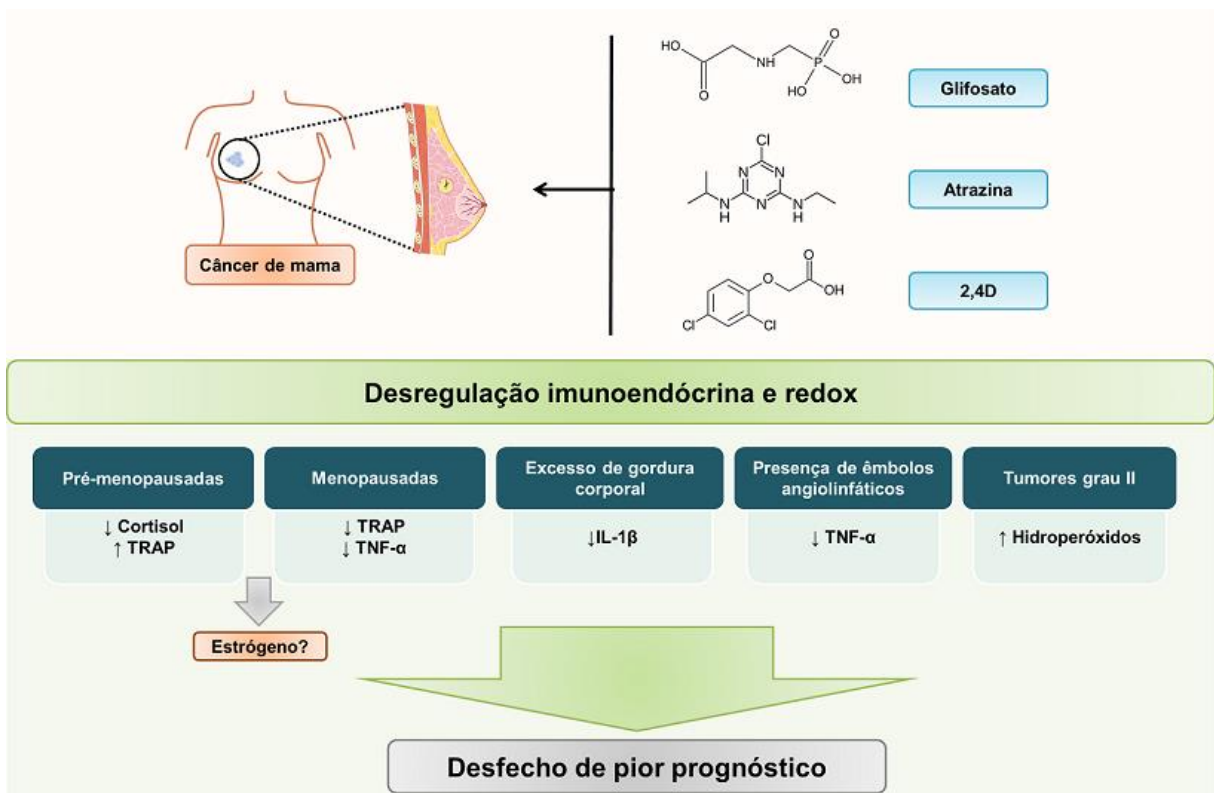 HO
O
NH
P
O
OH
HO
Glifosato
Cl
N
N
N
N
H
N
H
Atrazina
O
O
OH
Cl
Cl
2,4D
Câncer de mama
Desregulação imunoendócrina e redox
Pré-menopausadas
↓ Cortisol
↑ TRAP
Menopausadas
↓ TRAP
↓ TNF-α
Excesso de gordura
corporal
↓IL-1β
Presença de êmbolos
angiolinfáticos
↓ TNF-α
Tumores grau II
↑ Hidroperóxidos
Estrógeno?
Desfecho de pior prognóstico